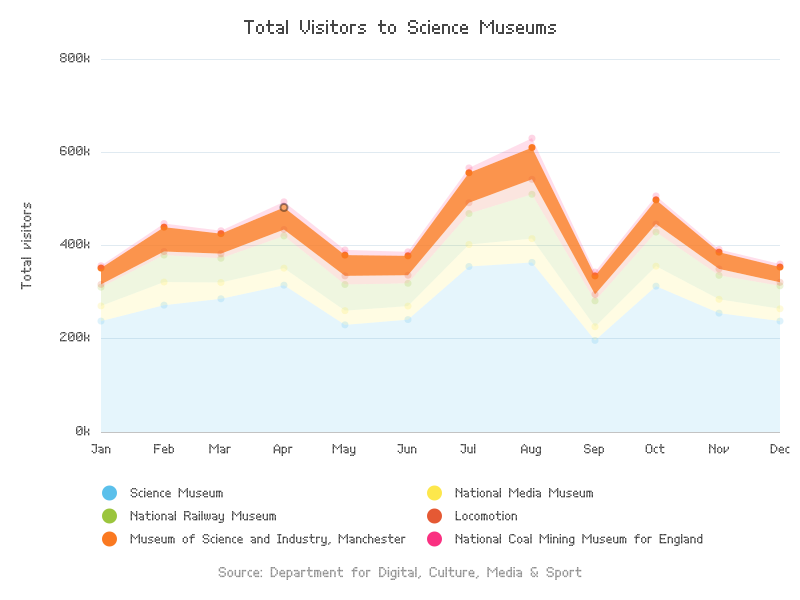 Total Visitors to Science Museums
800k
600k
400k
200k
0k
Total visitors
Jan Feb Mar Apr May Jun Jul Aug Sep Oct Nov Dec
Science Museum
National Media Museum
National Railway Museum
Locomotion
Museum of Science and Industry, Manchester
National Coal Mining Museum for England
Source: Department for Digital, Culture, Media & Sport